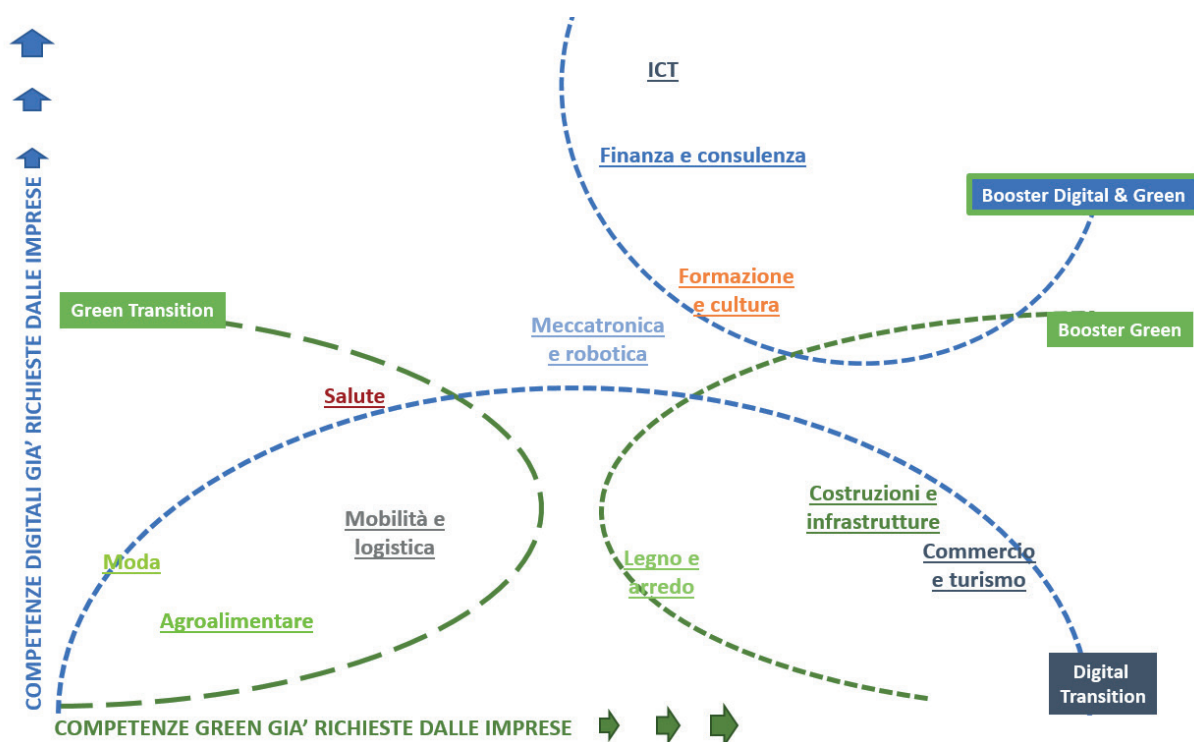 ICT
Finanza e consulenza
Booster Digital & Green
Formazione
e cultura
Green Transition
Meccatronica
e robotica
Booster Green
Salute
Costruzioni e
infrastrutture
Mobilità e
logistica
Commercio
e turismo
Moda
Legno e
arredo
Agroalimentare
Digital
Transition
COMPETENZE DIGITALI GIA’ RICHIESTE DALLE IMPRESE
COMPETENZE GREEN GIA’ RICHIESTE DALLE IMPRESE